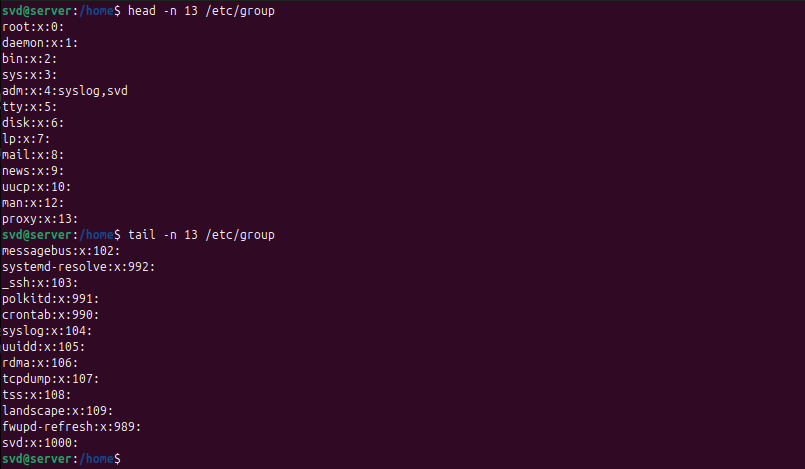 svd@server:/home$ head -n 13 /etc/group
root:x:0:
daemon:x:1:
bin:x:2:
sys:x:3:
adm:x:4:syslog,svd
tty:x:5:
disk:x:6:
lp:x:7:
mail:x:8:
news:x:9:
uucp:x:10:
man:x:12:
proxy:x:13:
svd@server:/home$ tail -n 13 /etc/group
messagebus:x:102:
systemd-resolve:x:992:
_ssh:x:103:
polkitd:x:991:
crontab:x:990:
syslog:x:104:
uuidd:x:105:
rdma:x:106:
tcpdump:x:107:
tss:x:108:
landscape:x:109:
fwupd-refresh:x:989:
svd:x:1000:
svd@server:/home$